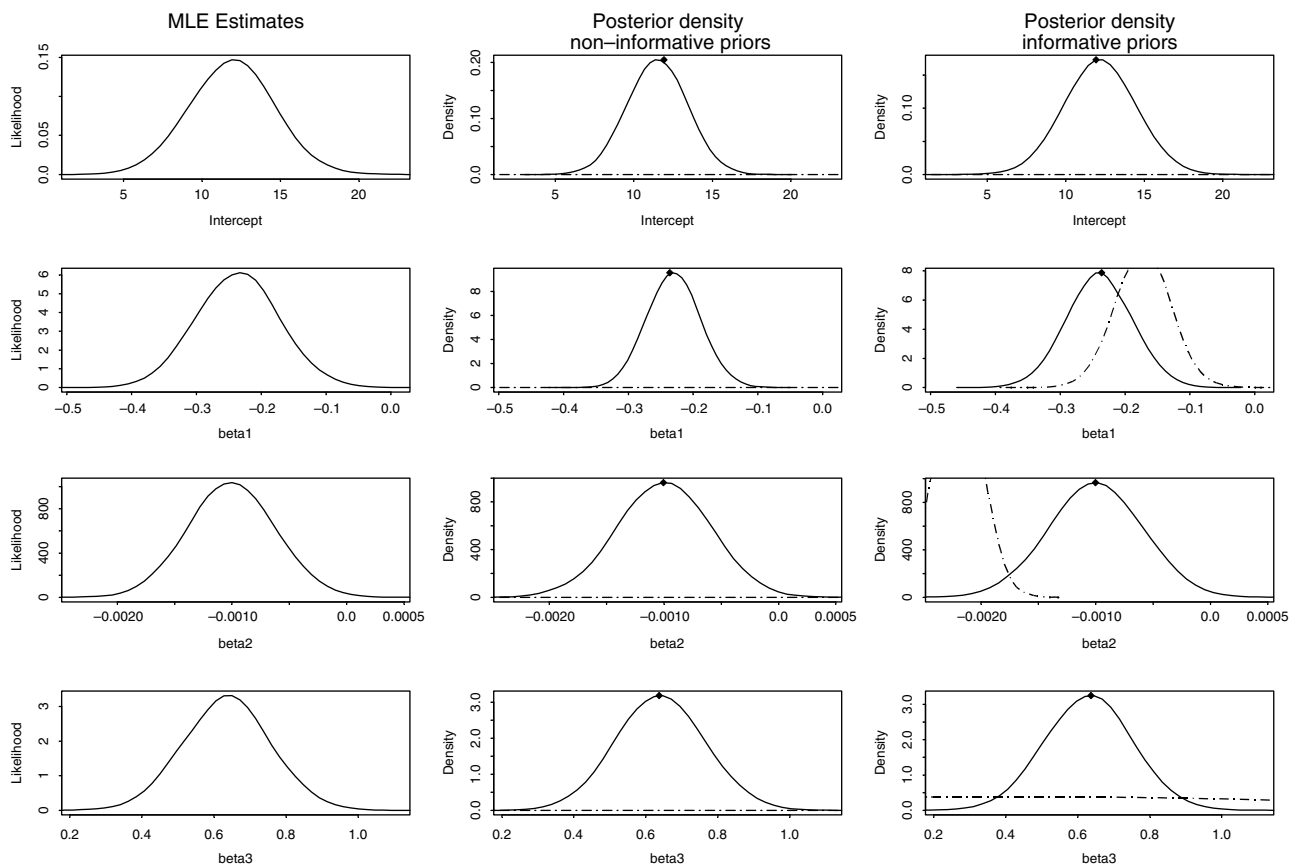 MLE Estimates
Posterior density
non–informative priors
Posterior density
informative priors
Likelihood
0.0 0.05 0.15
5 10 15 20
Intercept
Density
0.0 0.10 0.20
5 10 15 20
Intercept
Density
0.0 0.10
5 10 15 20
Intercept
Likelihood
0 1 2 3 4 5 6
–0.5 –0.4 –0.3 –0.2 –0.1 0.0
beta1
Density
0 2 4 6 8
–0.5 –0.4 –0.3 –0.2 –0.1 0.0
beta1
Density
0 2 4 6 8
–0.5 –0.4 –0.3 –0.2 –0.1 0.0
beta1
Likelihood
0 400 800
–0.0020 –0.0010 0.0 0.0005
beta2
Density
0 400 800
–0.0020 –0.0010 0.0 0.0005
beta2
Density
0 400 800
–0.0020 –0.0010 0.0 0.0005
beta2
Likelihood
0 1 2 3
0.2 0.4 0.6 0.8 1.0
beta3
Density
0.0 1.0 2.0 3.0
0.2 0.4 0.6 0.8 1.0
beta3
Density
0.0 1.0 2.0 3.0
0.2 0.4 0.6 0.8 1.0
beta3